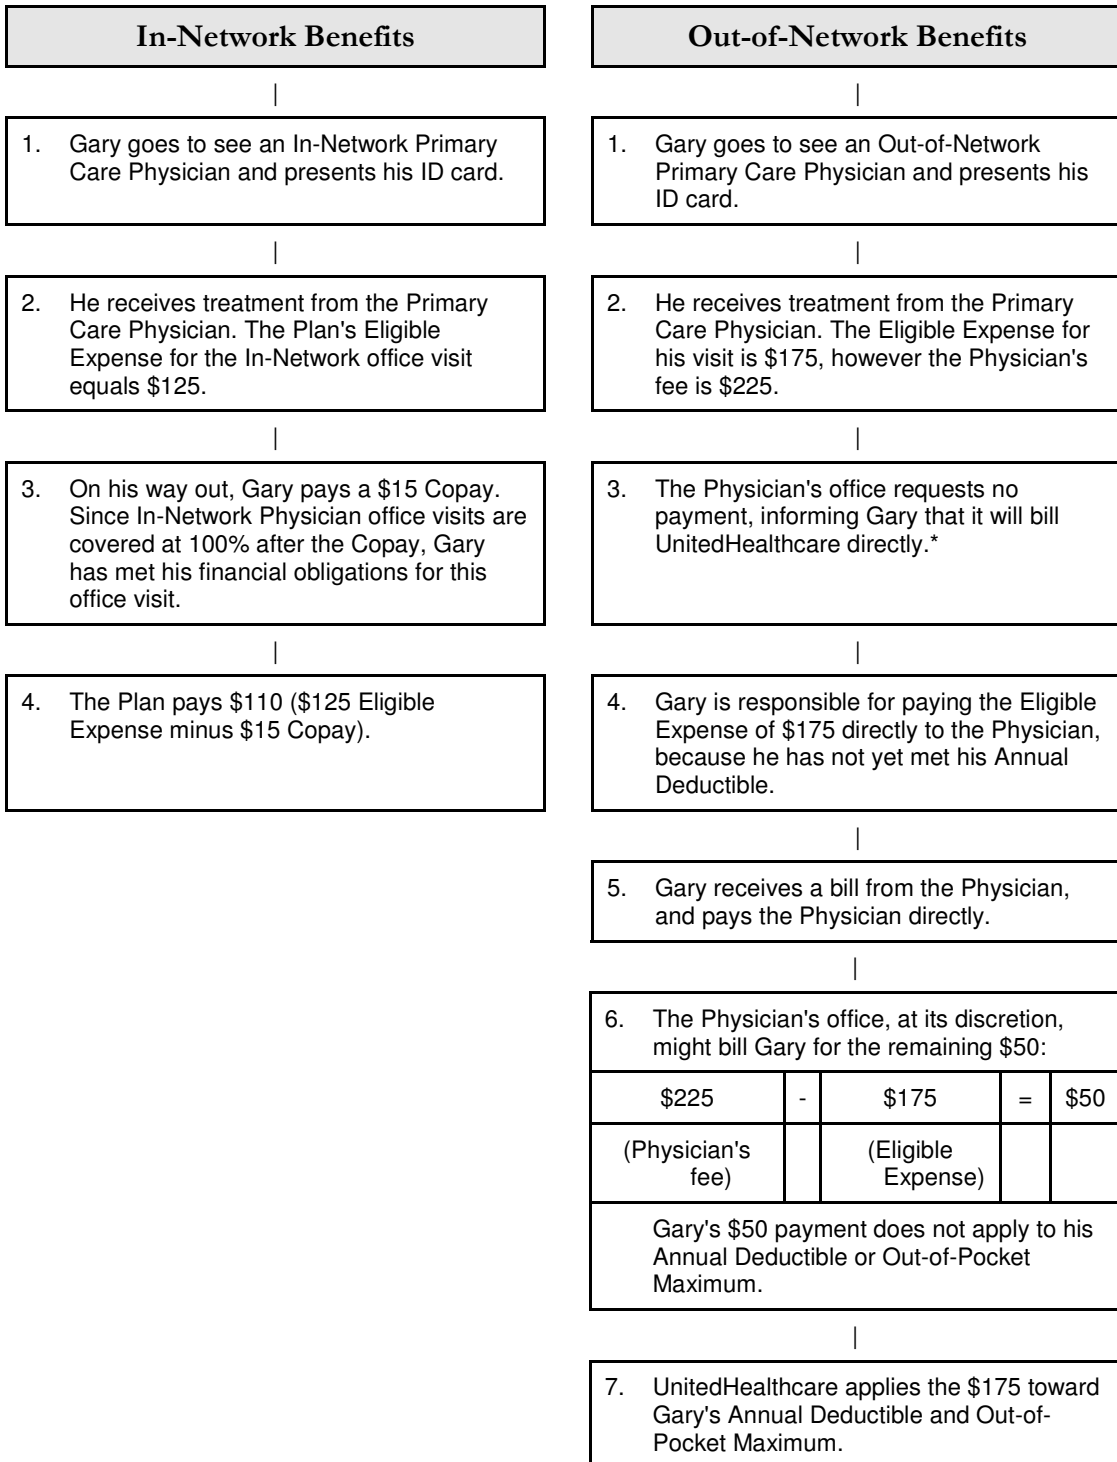 In-Network Benefits
1. Gary goes to see an In-Network Primary
Care Physician and presents his ID card.
2. He receives treatment from the Primary
Care Physician. The Plan's Eligible
Expense for the In-Network office visit
equals $125.
3. On his way out, Gary pays a $15 Copay.
Since In-Network Physician office visits are
covered at 100% after the Copay, Gary
has met his financial obligations for this
office visit.
4. The Plan pays $110 ($125 Eligible
Expense minus $15 Copay).
Out-of-Network Benefits
1. Gary goes to see an Out-of-Network
Primary Care Physician and presents his
ID card.
2. He receives treatment from the Primary
Care Physician. The Eligible Expense for
his visit is $175, however the Physician's
fee is $225.
3. The Physician's office requests no
payment, informing Gary that it will bill
UnitedHealthcare directly.*
4. Gary is responsible for paying the Eligible
Expense of $175 directly to the Physician,
because he has not yet met his Annual
Deductible.
5. Gary receives a bill from the Physician,
and pays the Physician directly.
6. The Physician's office, at its discretion,
might bill Gary for the remaining $50:
$225 - $175 = $50
(Physician's (Eligible
fee) Expense)
Gary's $50 payment does not apply to his
Annual Deductible or Out-of-Pocket
Maximum.
7. UnitedHealthcare applies the $175 toward
Gary's Annual Deductible and Out-of-
Pocket Maximum.